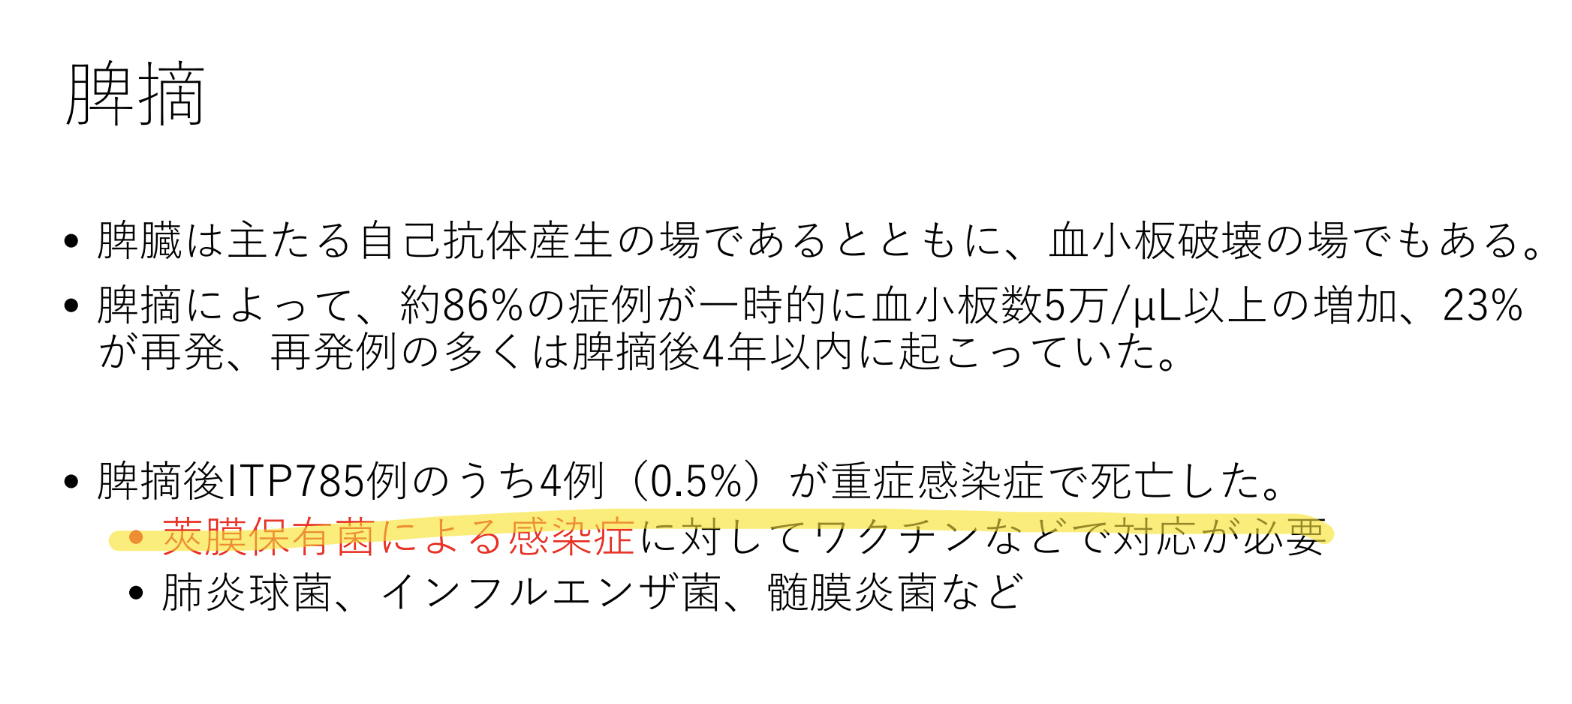 脾摘
• 脾臓は主たる自己抗体産生の場であるとともに、血小板破壊の場でもある。
• 脾摘によって、約86%の症例が一時的に血小板数5万/μL以上の増加、23%
が再発、再発例の多くは脾摘後4年以内に起こっていた。
• 脾摘後ITP785例のうち4例（0.5%）が重症感染症で死亡した。
• 莢膜保有菌による感染症に対してワクチンなどで対応が必要
• 肺炎球菌、インフルエンザ菌、髄膜炎菌など